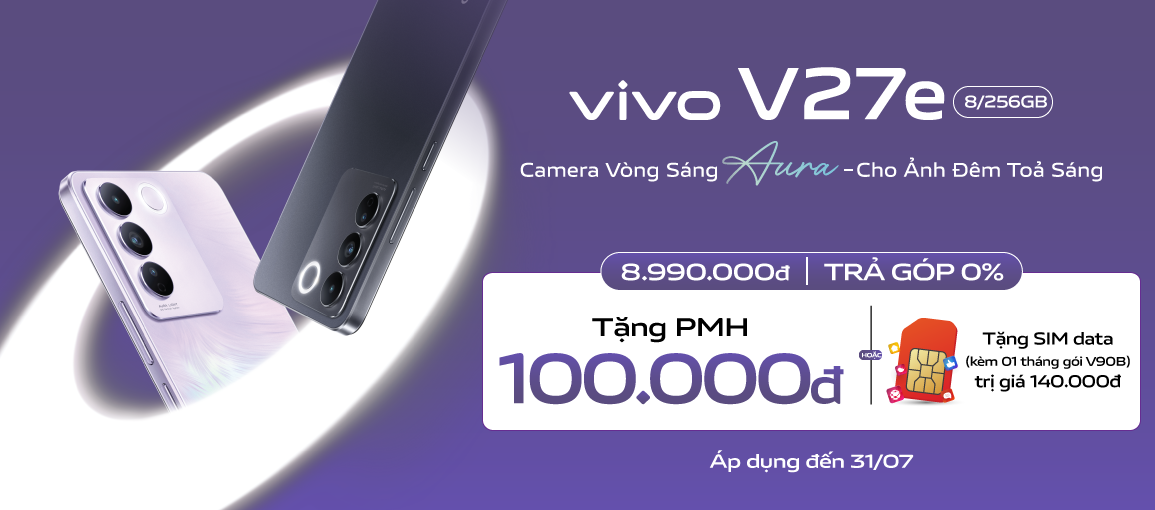 vivo V27e 8/256GB
Camera Vòng Sáng Aura – Cho Ảnh Đêm Toả Sáng
8.990.000đ | TRẢ GÓP 0%
Tặng PMH
100.000đ
HOẶC
Tặng SIM data
(kèm 01 tháng gói V90B)
trị giá 140.000đ
Áp dụng đến 31/07